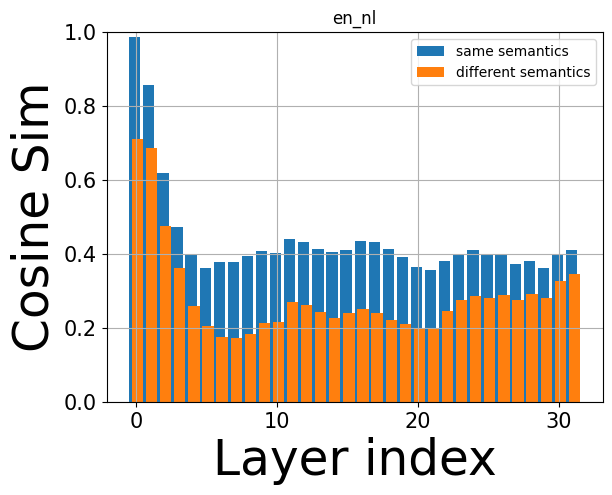 en_nl
same semantics
different semantics
Cosine Sim
1.0
0.8
0.6
0.4
0.2
0.0
0 10 20 30
Layer index